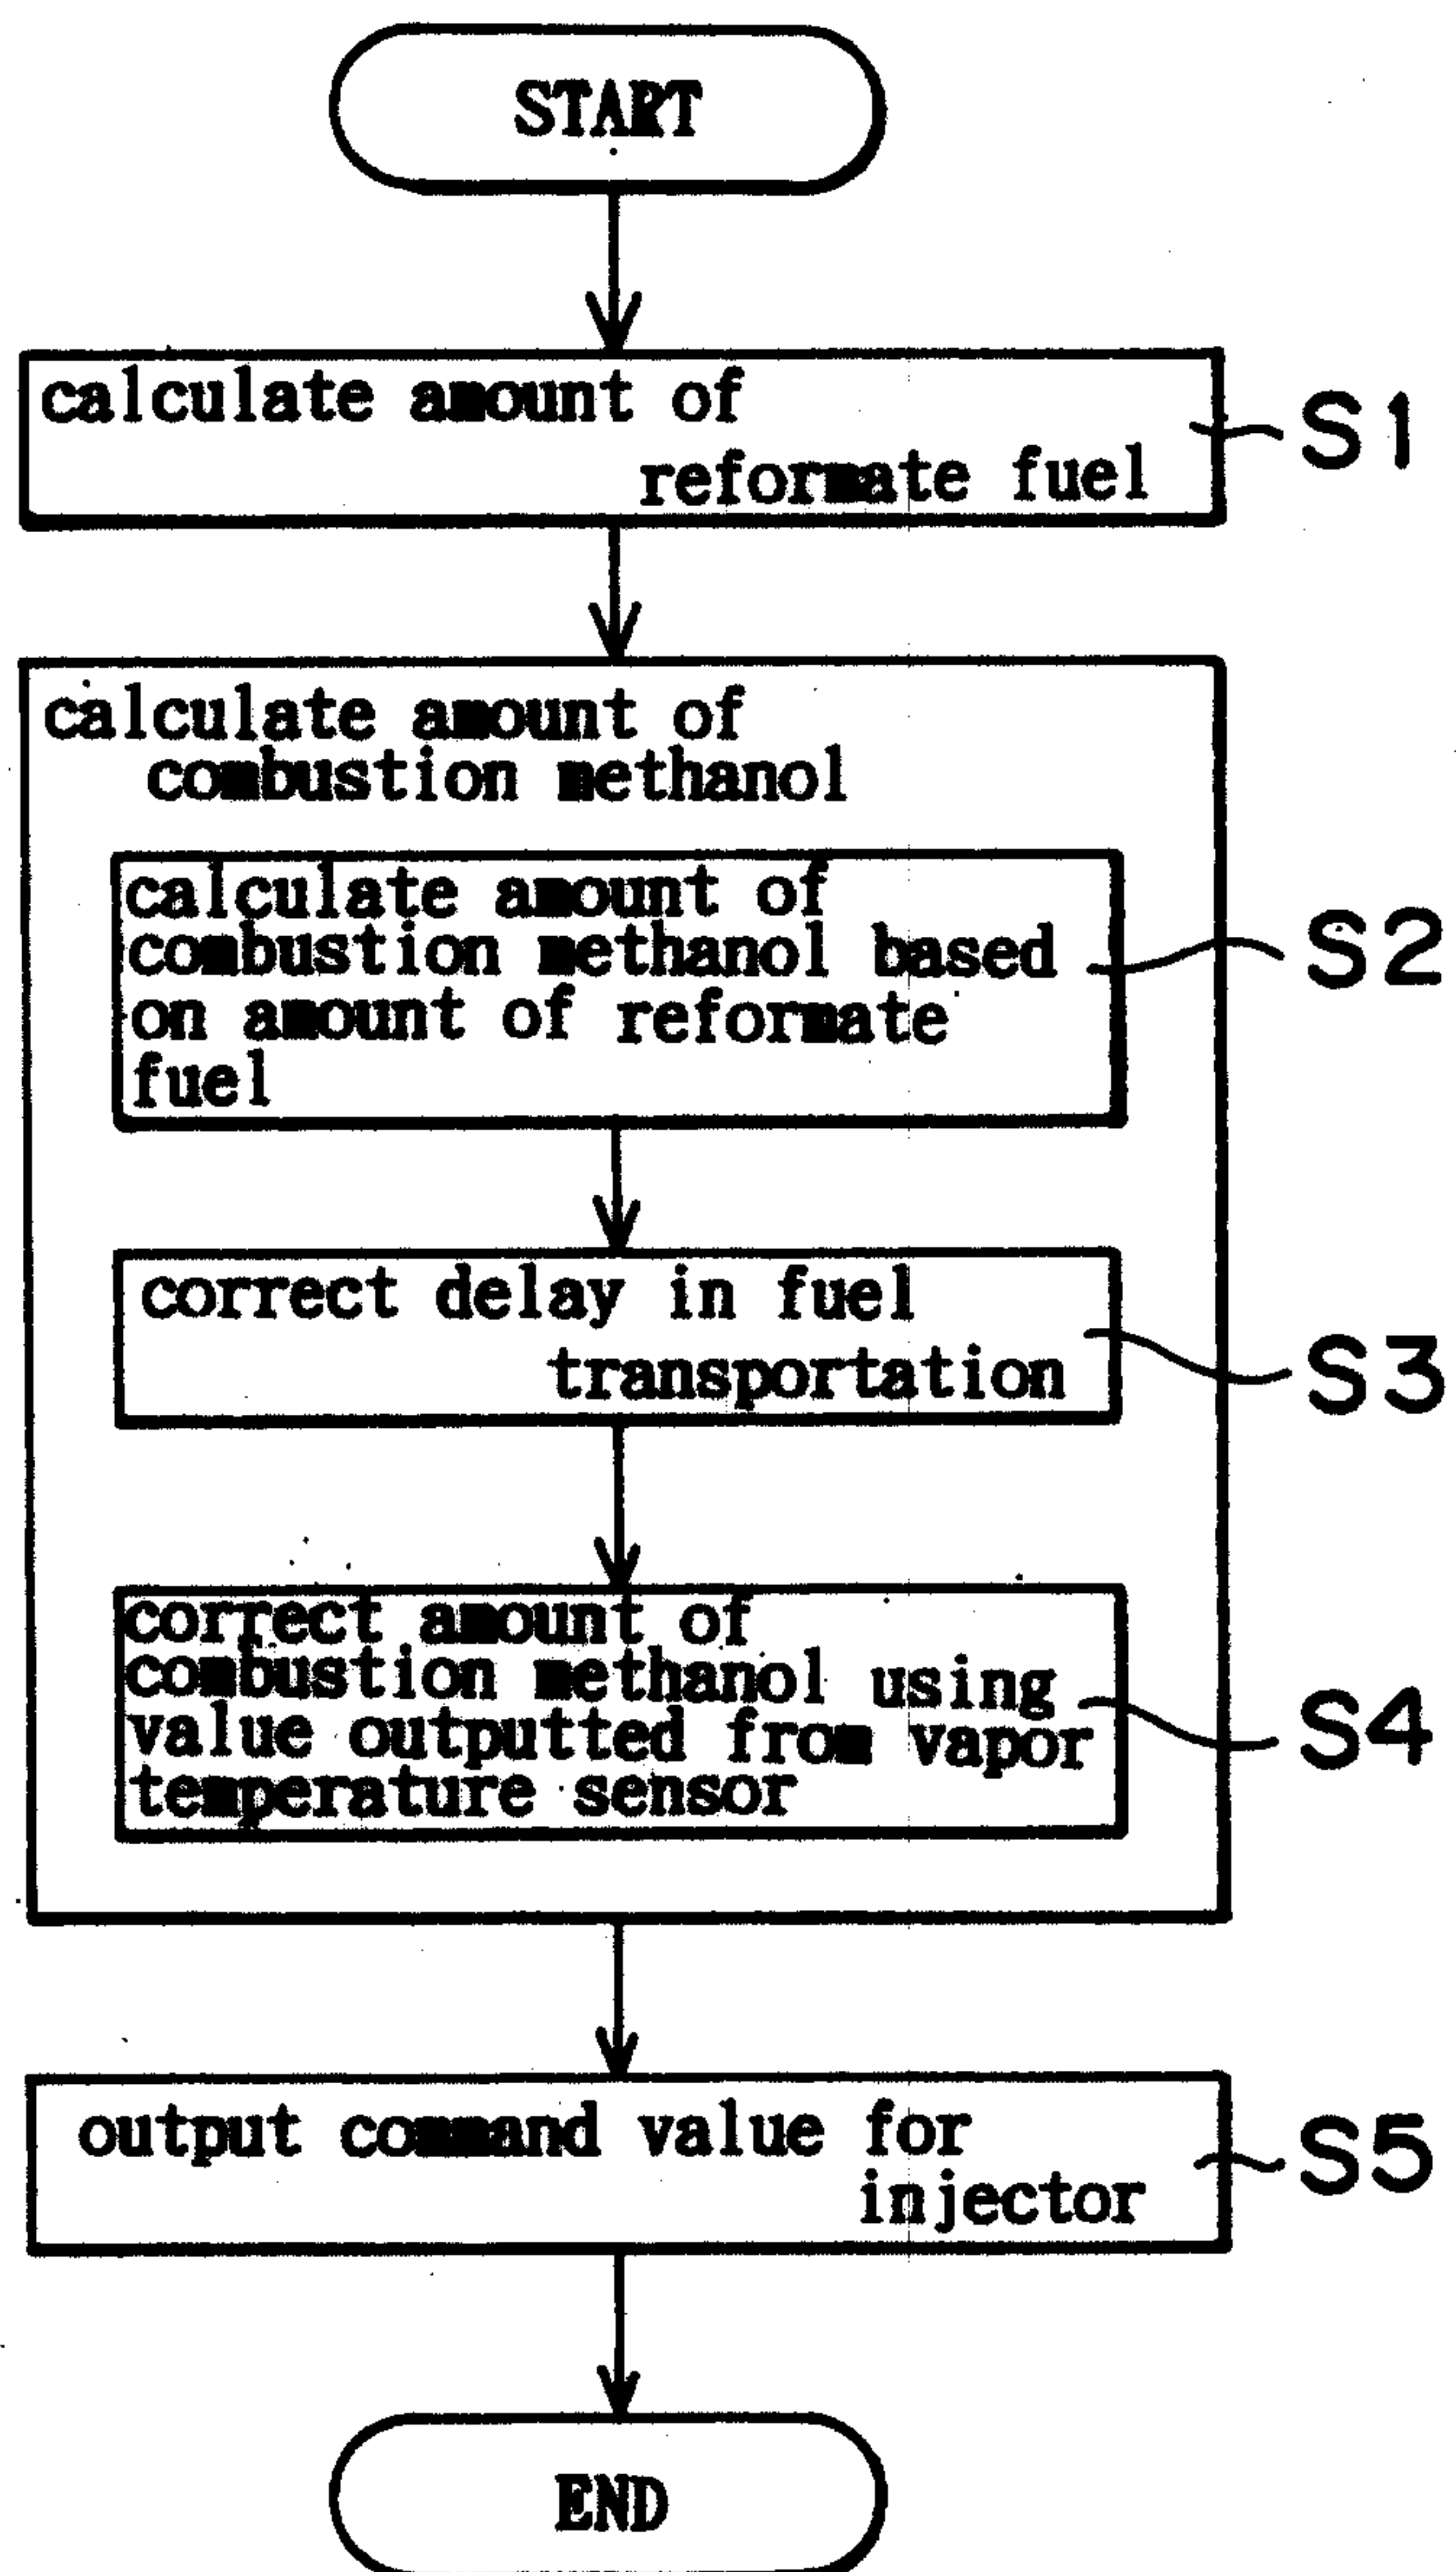 START
calculate amount of
reformate fuel
S1
calculate amount of
combustion methanol
calculate amount of
combustion methanol based
on amount of reformate
fuel
S2
correct delay in fuel
transportation
S3
correct amount of
combustion methanol using
value outputted from vapor
temperature sensor
S4
output command value for
injector
S5
END